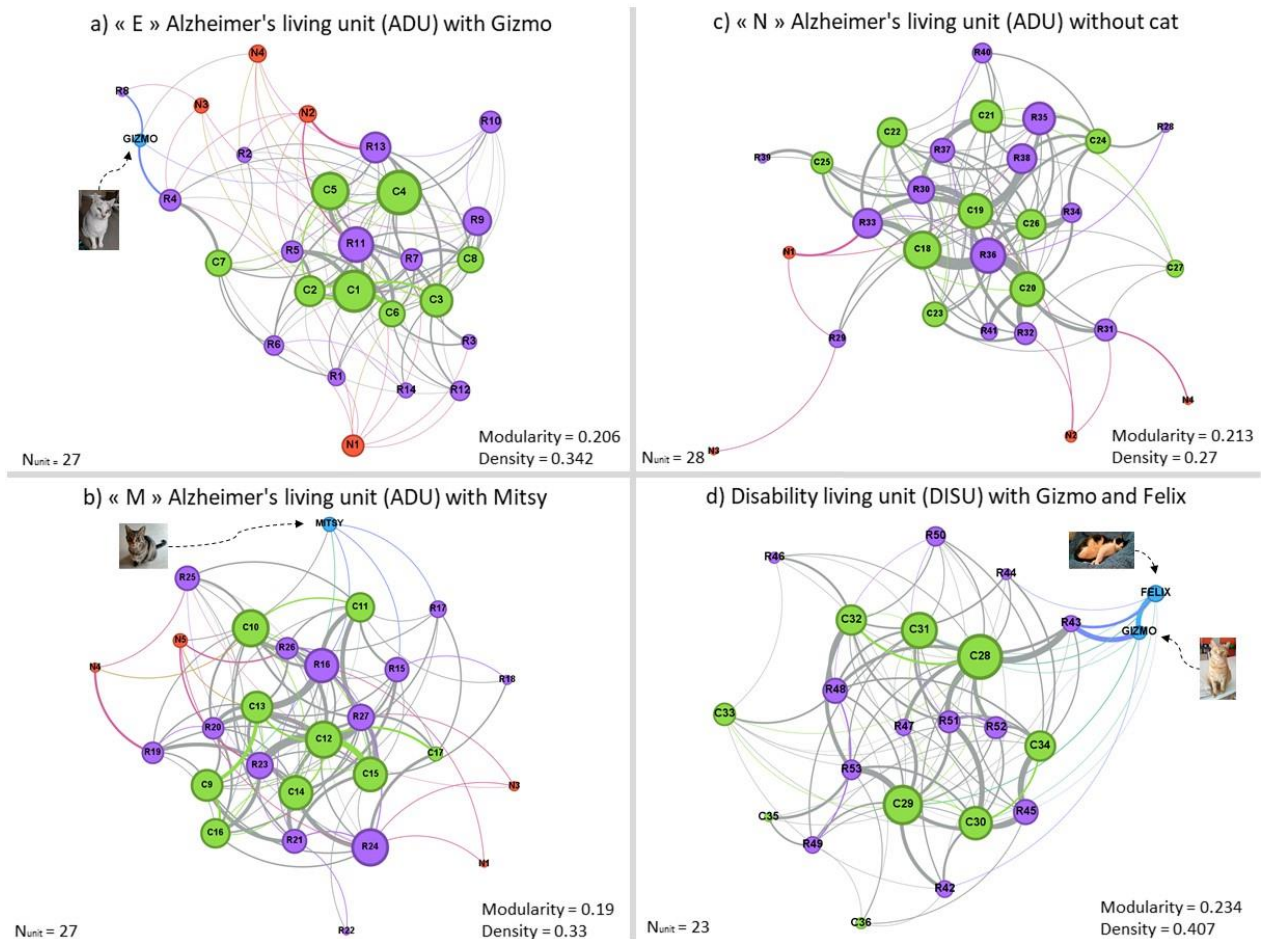 a) « E » Alzheimer's living unit (ADU) with Gizmo
N4
R8
N3
N2
GIZMO
R10
R13
R2
C5
C4
R4
R9
R11
R5
R7
C8
C7
C2
C1
C3
C6
R6
R3
R1
R14
R12
N1
Modularity = 0.206
Density = 0.342
Nunit = 27
c) « N » Alzheimer's living unit (ADU) without cat
R40
C21
R35
C22
R28
C24
R37
R38
R39
C25
R30
C19
R34
R33
C26
N1
C18
R36
C27
C20
C23
R41
R32
R31
R29
N4
N2
N3
Modularity = 0.213
Density = 0.27
Nunit = 28
b) « M » Alzheimer's living unit (ADU) with Mitsy
MITSY
R25
C11
R17
C10
N5
R26
R16
R15
N4
R18
C13
R27
R20
C12
R19
C17
R23
C15
C9
C14
N3
C16
R21
R24
N1
R22
Modularity = 0.19
Density = 0.33
Nunit = 27
d) Disability living unit (DISU) with Gizmo and Felix
R50
R46
R44
FELIX
C32
R43
C31
GIZMO
C28
R48
C33
R47
R51
R52
C34
R53
C29
R45
C35
C30
R49
R42
C36
Modularity = 0.234
Density = 0.407
Nunit = 23